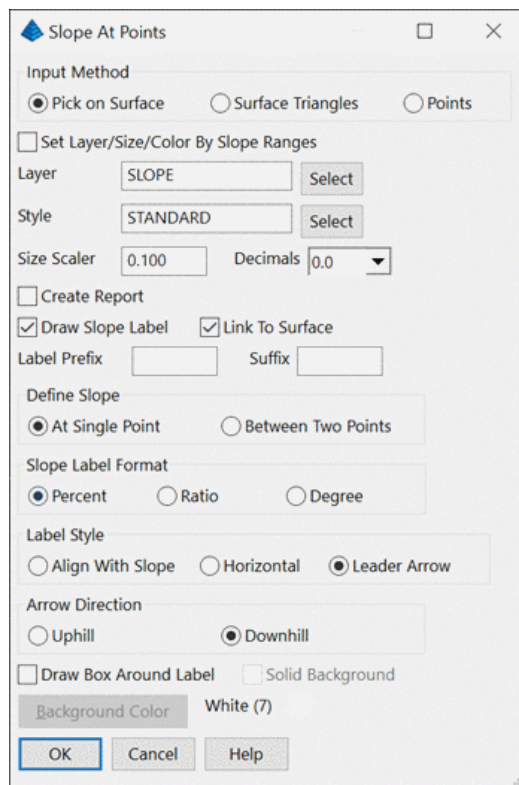 Slope At Points
Input Method
Pick on Surface Surface Triangles Points
Set Layer/Size/Color By Slope Ranges
Layer SLOPE Select
Style STANDARD Select
Size Scaler 0.100 Decimals 0.0
Create Report
Draw Slope Label Link To Surface
Label Prefix Suffix
Define Slope
At Single Point Between Two Points
Slope Label Format
Percent Ratio Degree
Label Style
Align With Slope Horizontal Leader Arrow
Arrow Direction
Uphill Downhill
Draw Box Around Label Solid Background
Background Color White (7)
OK Cancel Help